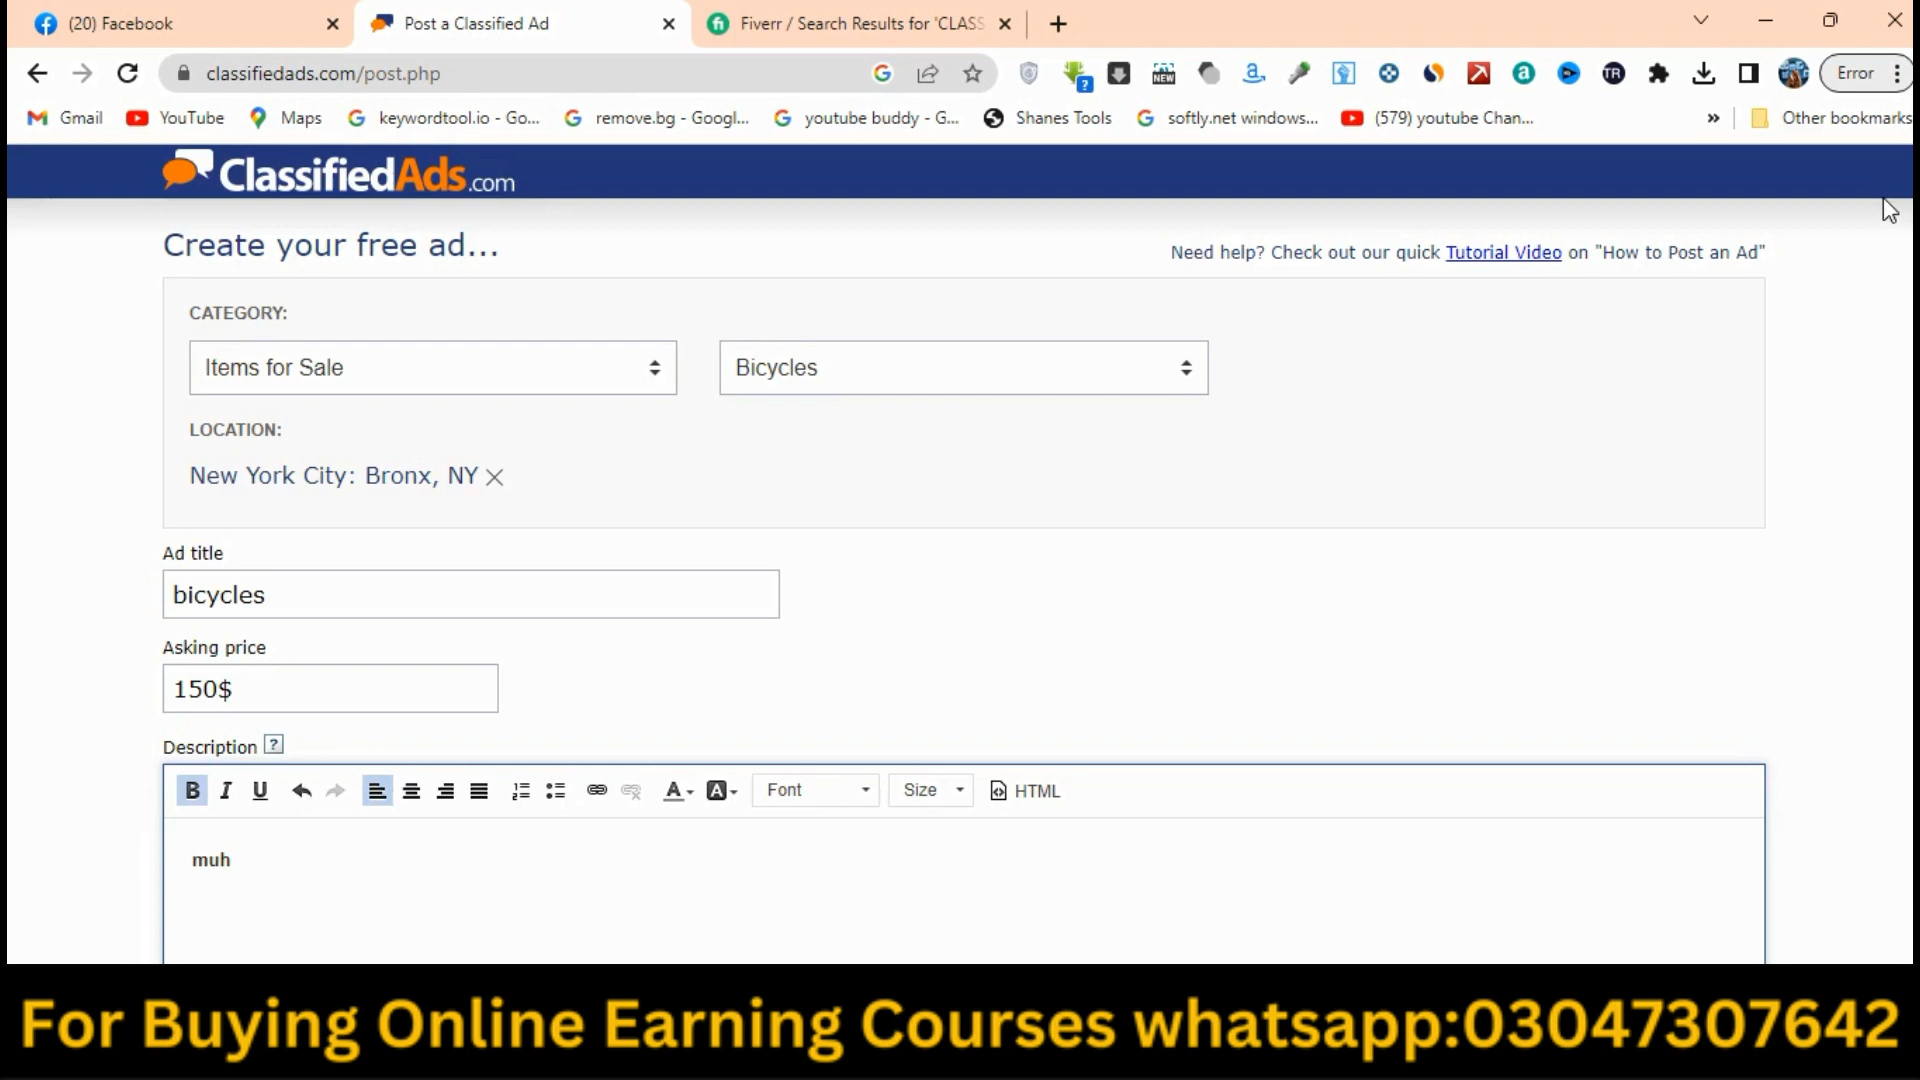 (20) Facebook
Post a Classified Ad
Fiverr / Search Results for 'CLASS
classifiedads.com/post.php
Error
Gmail
YouTube
Maps
keywordtool.io - Go...
remove.bg - Googl...
youtube buddy - G...
Shanes Tools
softly.net windows...
(579) youtube Chan...
»
Other bookmarks
ClassifiedAds.com
Create your free ad...
Need help? Check out our quick Tutorial Video on "How to Post an Ad"
CATEGORY:
Items for Sale
Bicycles
LOCATION:
New York City: Bronx, NY
Ad title
bicycles
Asking price
150$
Description ?
B I U
A
A
Font
Size
HTML
muh
For Buying Online Earning Courses whatsapp:03047307642